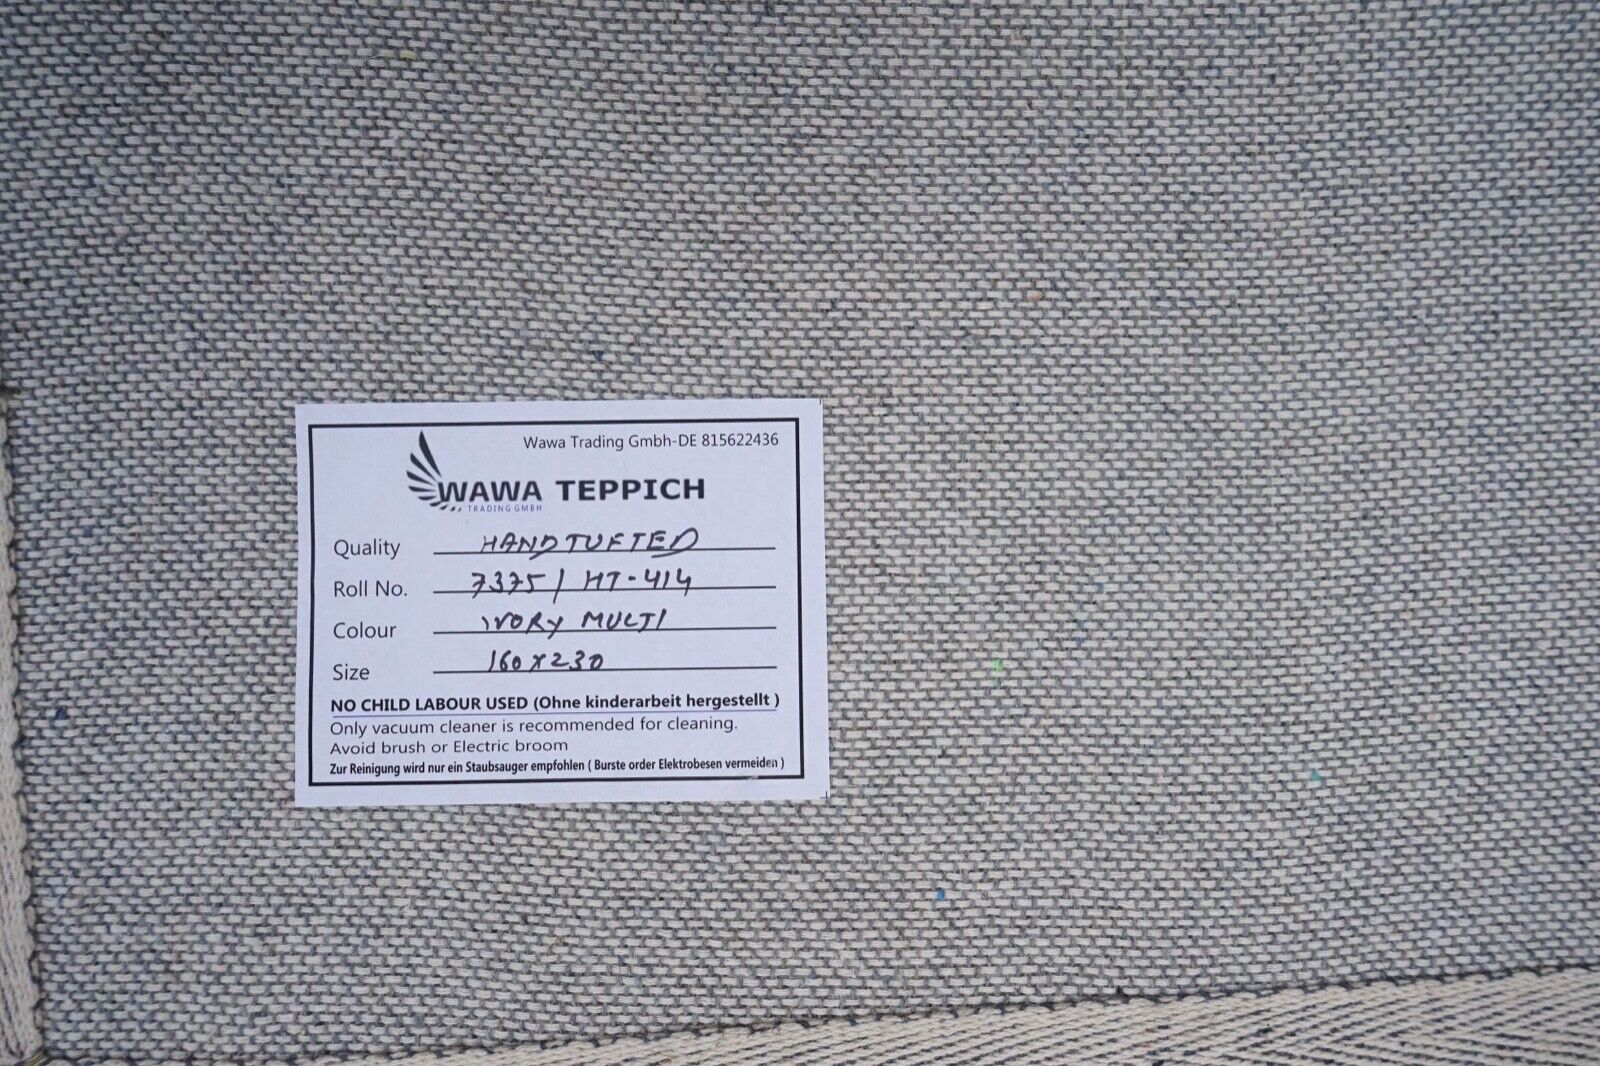 Wawa Trading Gmbh-DE 815622436
WAWA TEPPICH
TRADING GMBH
Quality HANDTUFTED
Roll No. 7375 / HT-414
Colour IVORY MULTI
Size 160X230
NO CHILD LABOUR USED (Ohne kinderarbeit hergestellt )
Only vacuum cleaner is recommended for cleaning.
Avoid brush or Electric broom
Zur Reinigung wird nur ein Staubsauger empfohlen ( Burste order Elektrobesen vermeiden )